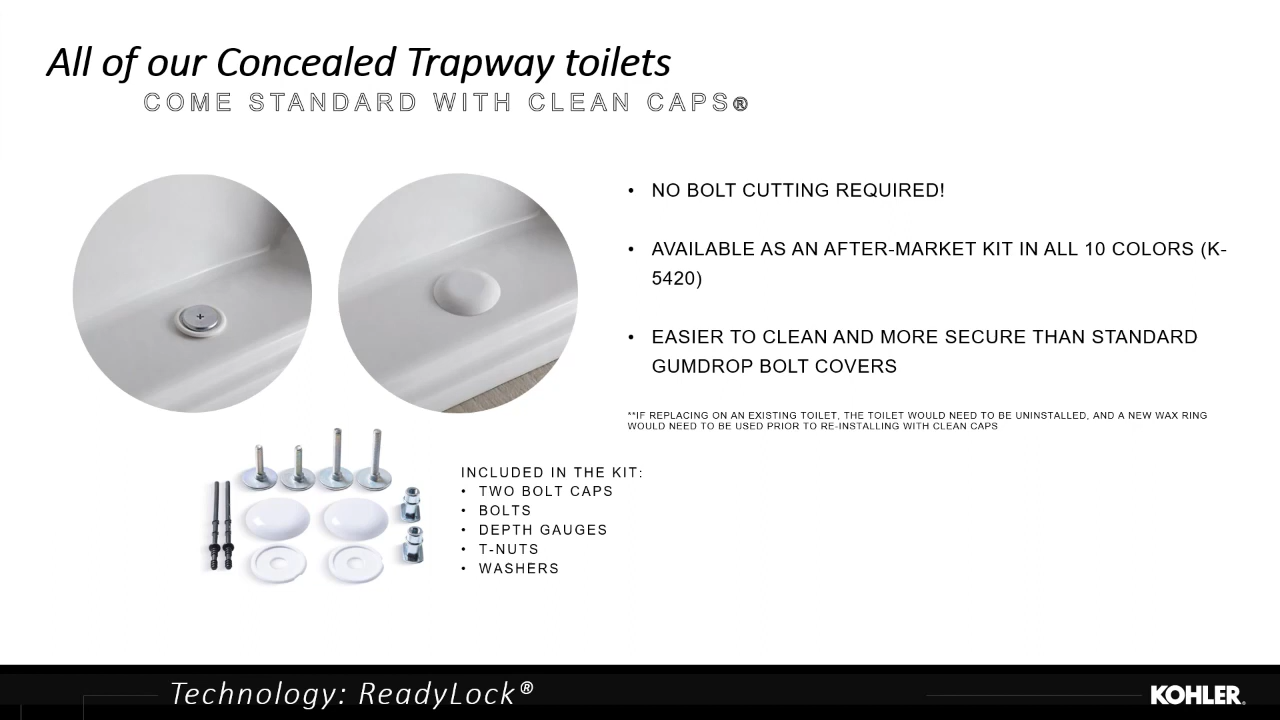 All of our Concealed Trapway toilets
COME STANDARD WITH CLEAN CAPS®
• NO BOLT CUTTING REQUIRED!
• AVAILABLE AS AN AFTER-MARKET KIT IN ALL 10 COLORS (K-
5420)
• EASIER TO CLEAN AND MORE SECURE THAN STANDARD
GUMDROP BOLT COVERS
**IF REPLACING ON AN EXISTING TOILET, THE TOILET WOULD NEED TO BE UNINSTALLED, AND A NEW WAX RING
WOULD NEED TO BE USED PRIOR TO RE-INSTALLING WITH CLEAN CAPS
INCLUDED IN THE KIT:
• TWO BOLT CAPS
• BOLTS
• DEPTH GAUGES
• T-NUTS
• WASHERS
Technology: ReadyLock®
KOHLER®